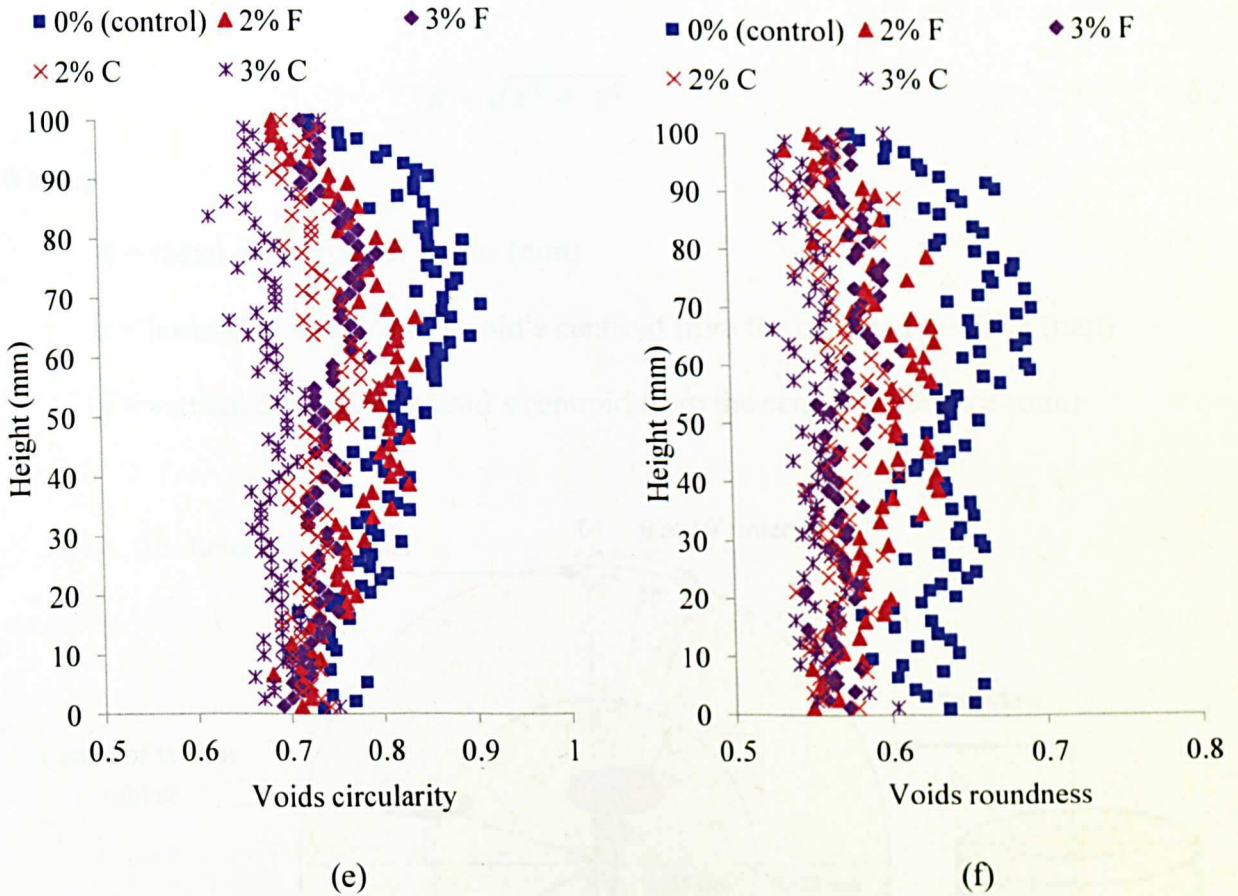 0% (control) 2% F 3% F
2% C 3% C
Height (mm)
100
90
80
70
60
50
40
30
20
10
0
0.5 0.6 0.7 0.8 0.9 1
Voids circularity
(e)
0% (control) 2% F 3% F
2% C 3% C
Height (mm)
100
90
80
70
60
50
40
30
20
10
0
0.5 0.6 0.7 0.8
Voids roundness
(f)